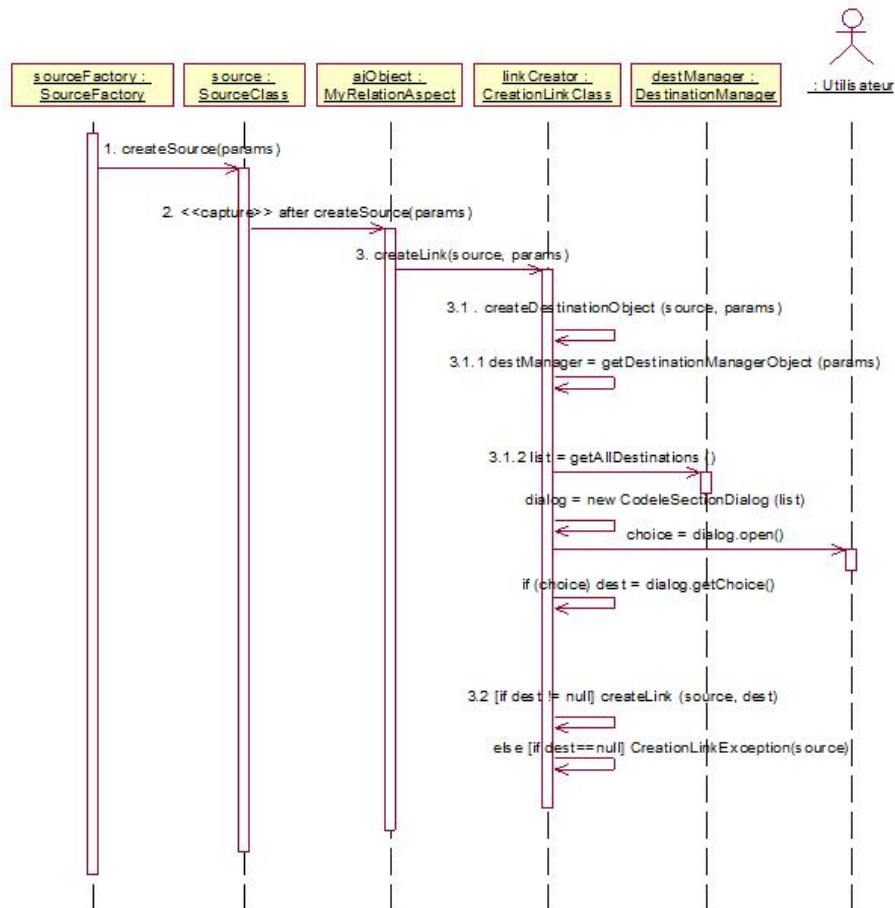 sourceFactory :
SourceFactory
source :
SourceClass
ajObject :
MyRelationAspect
linkCreator :
CreationLinkClass
destManager :
DestinationManager
: Utilisateur
1. createSource(params)
2. <<capture>> after createSource(params)
3. createLink(source, params)
3.1 . createDestinationObject (source, params)
3.1.1 destManager = getDestinationManagerObject (params)
3.1.2 list = getAllDestinations ()
dialog = new CodeleSectionDialog (list)
choice = dialog.open()
if (choice) dest = dialog.getChoice()
3.2 [if dest != null] createLink (source, dest)
else [if dest==null] CreationLinkException(source)